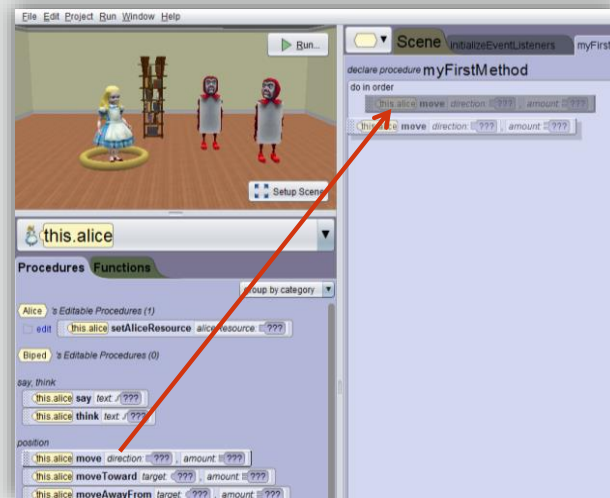 File Edit Project Run Window Help
Run...
Setup Scene
this.alice
Procedures Functions
group by category
Alice 's Editable Procedures (1)
edit this.alice setAliceResource aliceResource: ???
Biped 's Editable Procedures (0)
say, think
this.alice say text: ???
this.alice think text: ???
position
this.alice move direction: ??? , amount: ???
this.alice moveToward target: ??? , amount: ???
this.alice moveAwayFrom target: ??? , amount: ???
Scene initializeEventListeners myFirst
declare procedure myFirstMethod
do in order
this.alice move direction: ??? , amount: ???
this.alice move direction: ??? , amount: ???